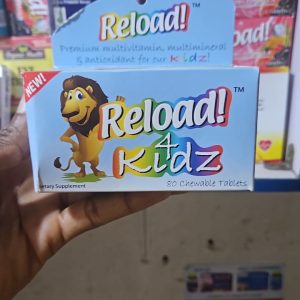 Reload!™
Premium multivitamin, multimineral
& antioxidant for our kidz!
NEW!
Reload!™
4
Kidz
Dietary Supplement
80 Chewable Tablets